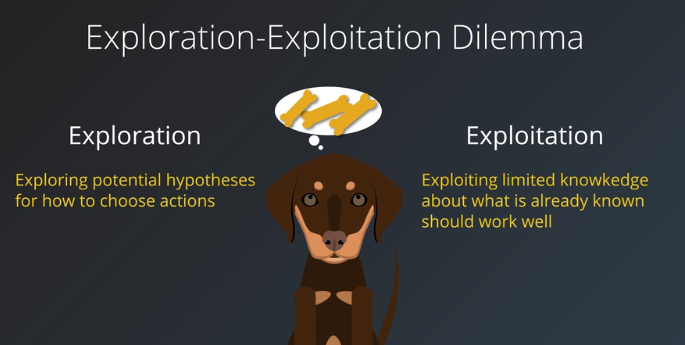 Exploration-Exploitation Dilemma
Exploration
Exploring potential hypotheses
for how to choose actions
Exploitation
Exploiting limited knowkedge
about what is already known
should work well